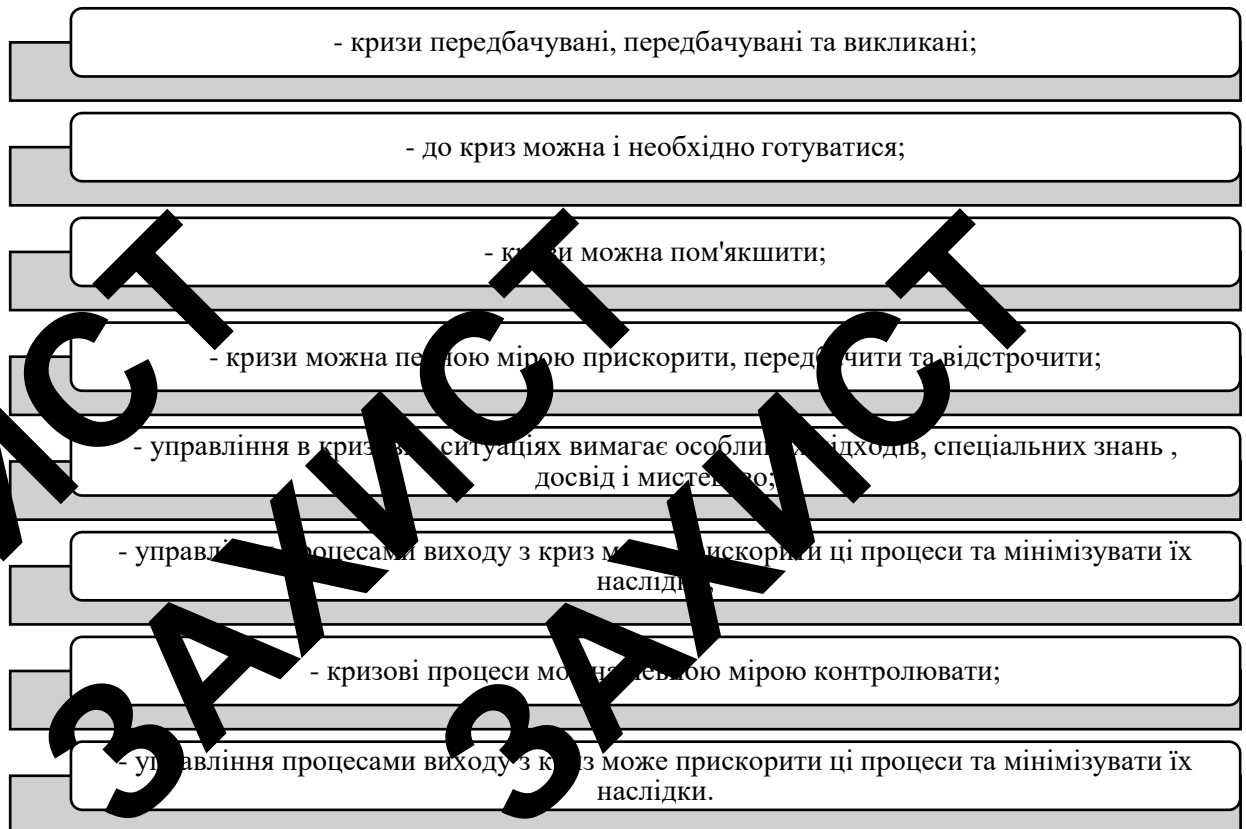 - кризи передбачувані, передбачувані та викликані;
- до криз можна і необхідно готуватися;
- кризи можна пом'якшити;
- кризи можна певною мірою прискорити, передбачити та відстрочити;
- управління в кризових ситуаціях вимагає особливих підходів, спеціальних знань ,
досвід і мистецтво;
- управління процесами виходу з криз може прискорити ці процеси та мінімізувати їх
наслідки;
- кризові процеси можна певною мірою контролювати;
- управління процесами виходу з криз може прискорити ці процеси та мінімізувати їх
наслідки.
ИСТ
ЗАХИСТ
ЗАХИСТ